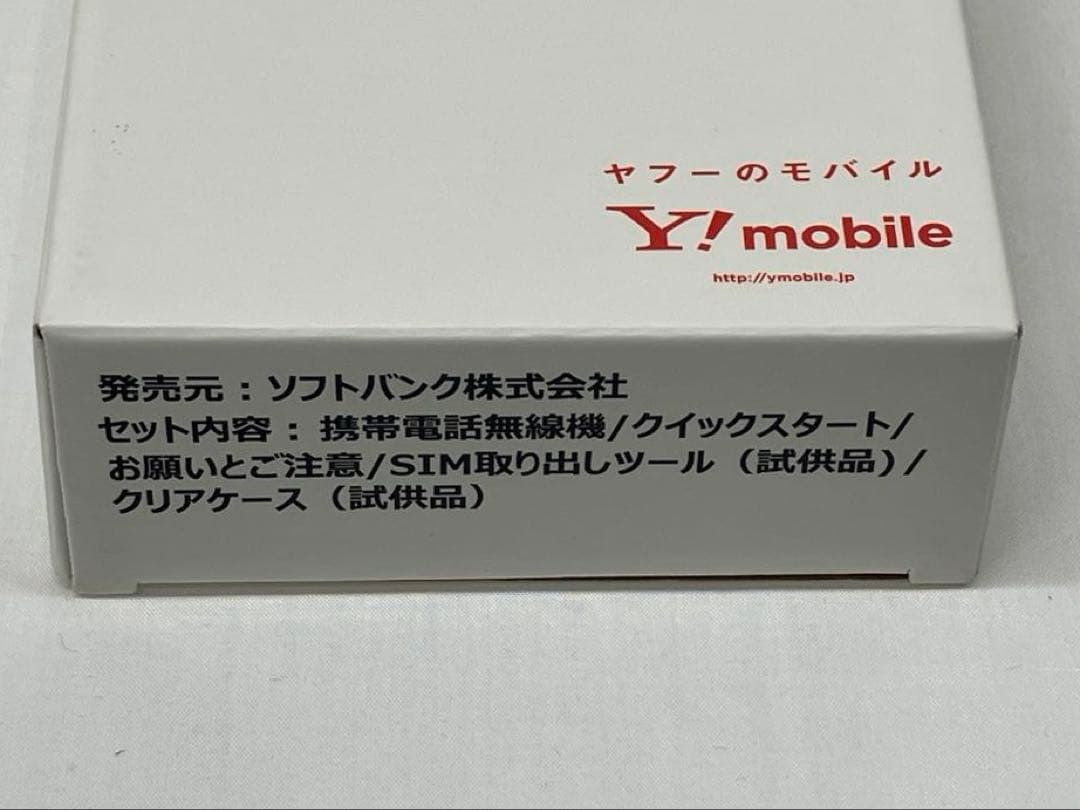 ヤフーのモバイル
Y!mobile
http://ymobile.jp
発売元：ソフトバンク株式会社
セット内容：携帯電話無線機/クイックスタート/
お願いとご注意/SIM取り出しツール（試供品）/
クリアケース（試供品）